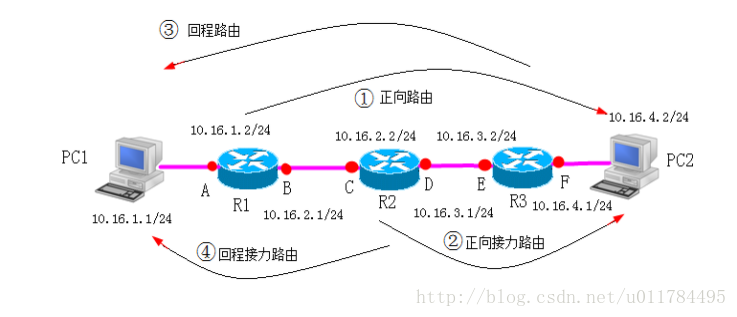 ③ 回程路由
① 正向路由
10.16.4.2/24
10.16.1.2/24
10.16.2.2/24
10.16.3.2/24
PC1
PC2
A
B
C
D
E
F
R1
R2
R3
10.16.1.1/24
10.16.2.1/24
10.16.3.1/24
10.16.4.1/24
④ 回程接力路由
② 正向接力路由
http://blog.csdn.net/u011784495